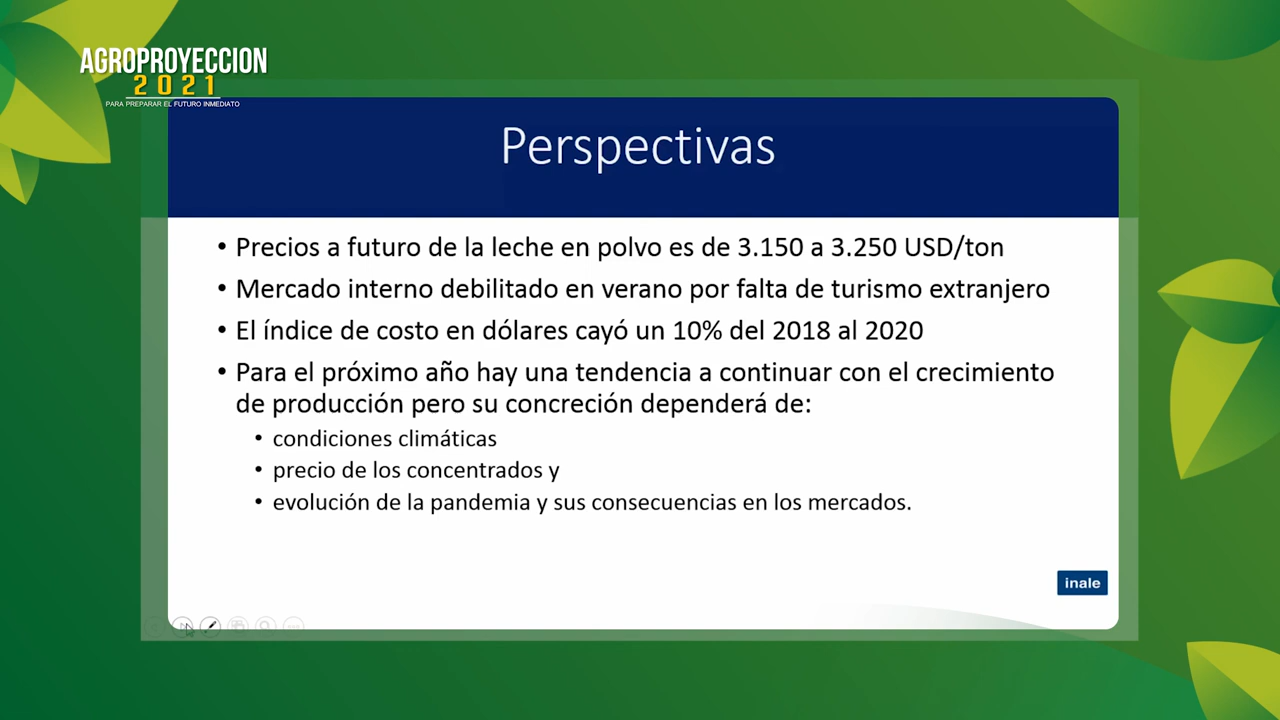 AGROPROYECCION
2021
PARA PREPARAR EL FUTURO INMEDIATO
Perspectivas
• Precios a futuro de la leche en polvo es de 3.150 a 3.250 USD/ton
• Mercado interno debilitado en verano por falta de turismo extranjero
• El índice de costo en dólares cayó un 10% del 2018 al 2020
• Para el próximo año hay una tendencia a continuar con el crecimiento
de producción pero su concreción dependerá de:
• condiciones climáticas
• precio de los concentrados y
• evolución de la pandemia y sus consecuencias en los mercados.
inale